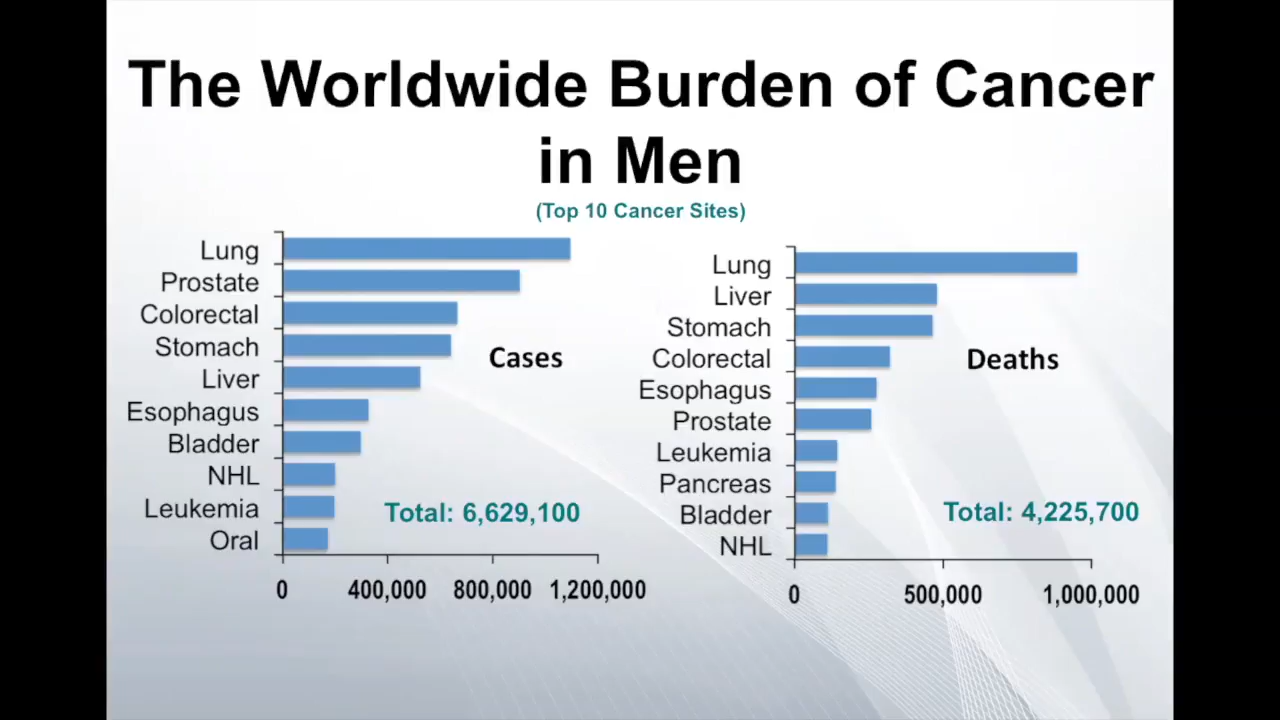 The Worldwide Burden of Cancer
in Men
(Top 10 Cancer Sites)
Lung
Prostate
Colorectal
Stomach
Liver
Esophagus
Bladder
NHL
Leukemia
Oral
Cases
Total: 6,629,100
0 400,000 800,000 1,200,000
Lung
Liver
Stomach
Colorectal
Esophagus
Prostate
Leukemia
Pancreas
Bladder
NHL
Deaths
Total: 4,225,700
0 500,000 1,000,000